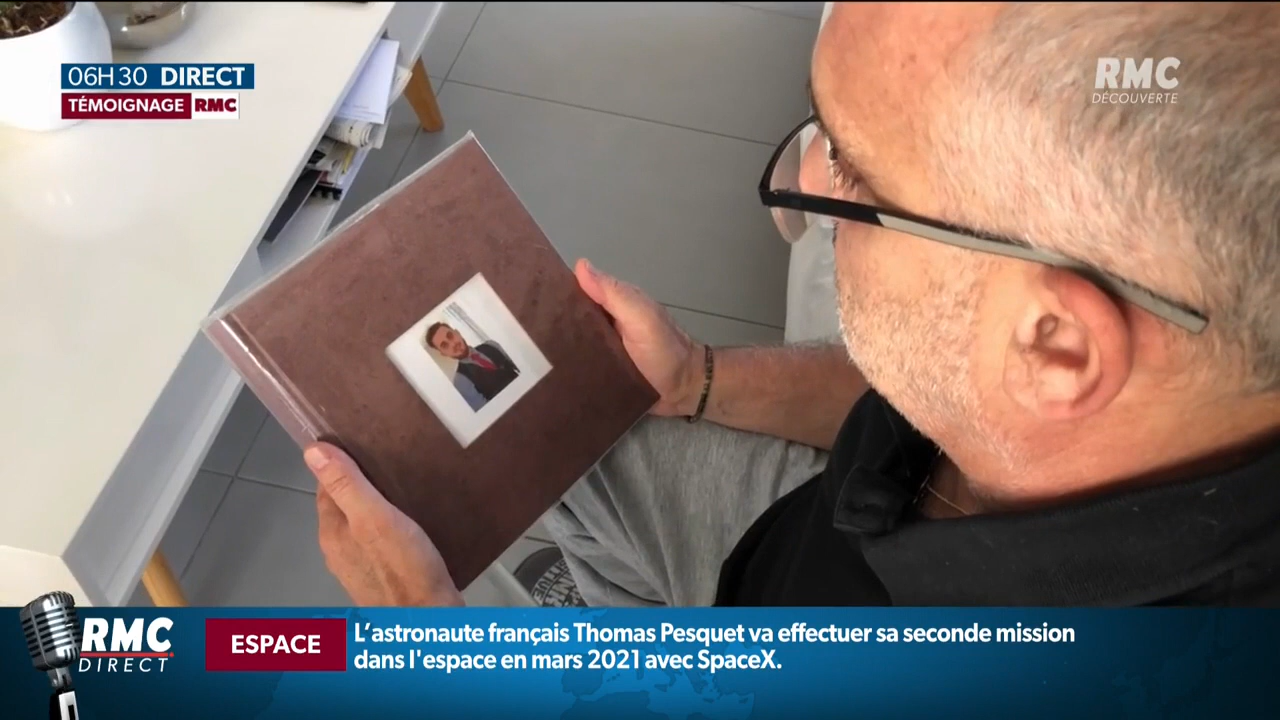 06H30 DIRECT
TÉMOIGNAGE RMC
RMC
DÉCOUVERTE
RMC
DIRECT
ESPACE
L’astronaute français Thomas Pesquet va effectuer sa seconde mission
dans l'espace en mars 2021 avec SpaceX.